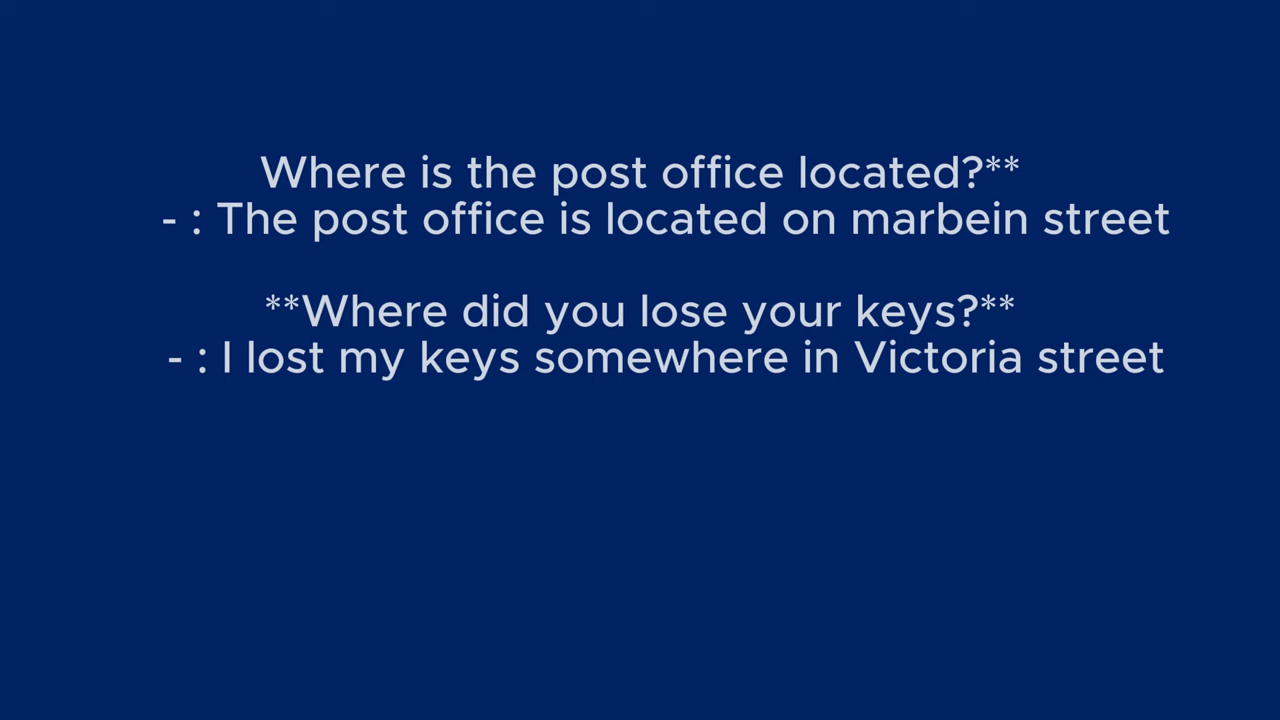 Where is the post office located?**
- : The post office is located on marbein street
**Where did you lose your keys?**
- : I lost my keys somewhere in Victoria street